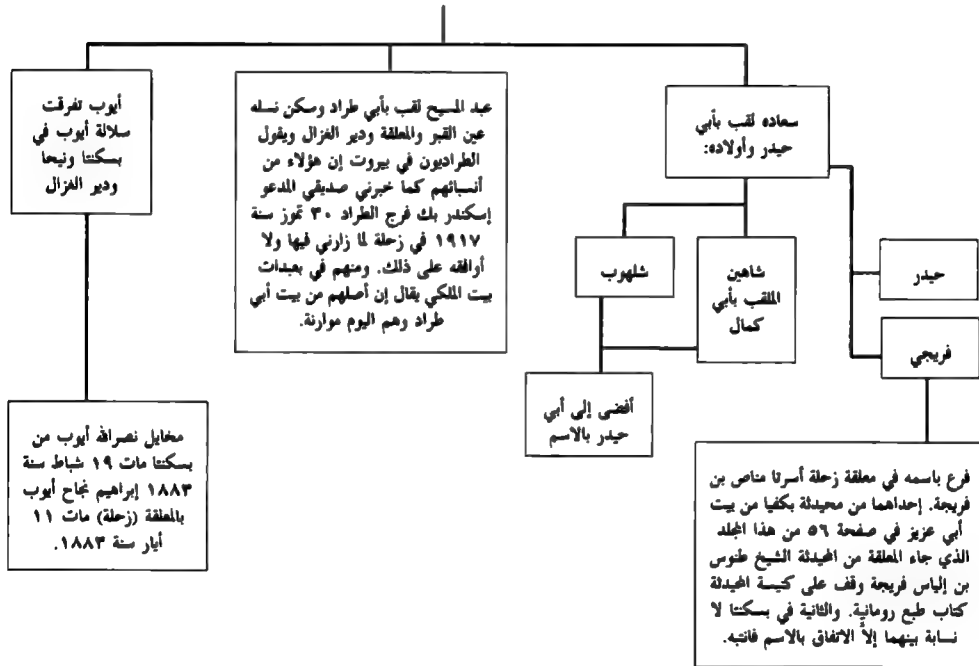 سعاده لقب بأبي
حيدر وأولاده:
عبد المسيح لقب بأبي طراد وسكن نسله
عين القبر والمعلقة ودير الغزال ويقول
الطراديون في بيروت إن هؤلاء من
أنسبائهم كما خبرني صديقي المدعو
إسكندر بك فرج الطراد ٣٠ تموز سنة
١٩١٧ في زحلة لما زارني فيها ولا
أوافقه على ذلك. ومنهم في بعبدات
بيت الملكي يقال إن أصلهم من بيت أبي
طراد وهم اليوم موارنة.
أيوب تفرقت
سلالة أيوب في
بسكنتا ونيحا
ودير الغزال
حيدر
فريجي
شاهين
الملقب بأبي
كمال
شلهوب
أفضى إلى أبي
حيدر بالاسم
فرع باسمه في معلقة زحلة أسرتا مناص بن
فريجة. إحداهما من محيدثة بكفيا من بيت
أبي عزيز في صفحة ٥٦ من هذا المجلد
الذي جاء المعلقة من المحيدثة الشيخ طنوس
بن إلياس فريجة وقف على كنيسة المحيدثة
كتاب طبع رومانية. والثانية في بسكنتا لا
نسابة بينهما إلاَّ الاتفاق بالاسم فانتبه.
مخايل نصرالله أيوب من
بسكنتا مات ١٩ شباط سنة
١٨٨٣ إبراهيم نجاح أيوب
بالمعلقة (زحلة) مات ١١
أيار سنة ١٨٨٣.